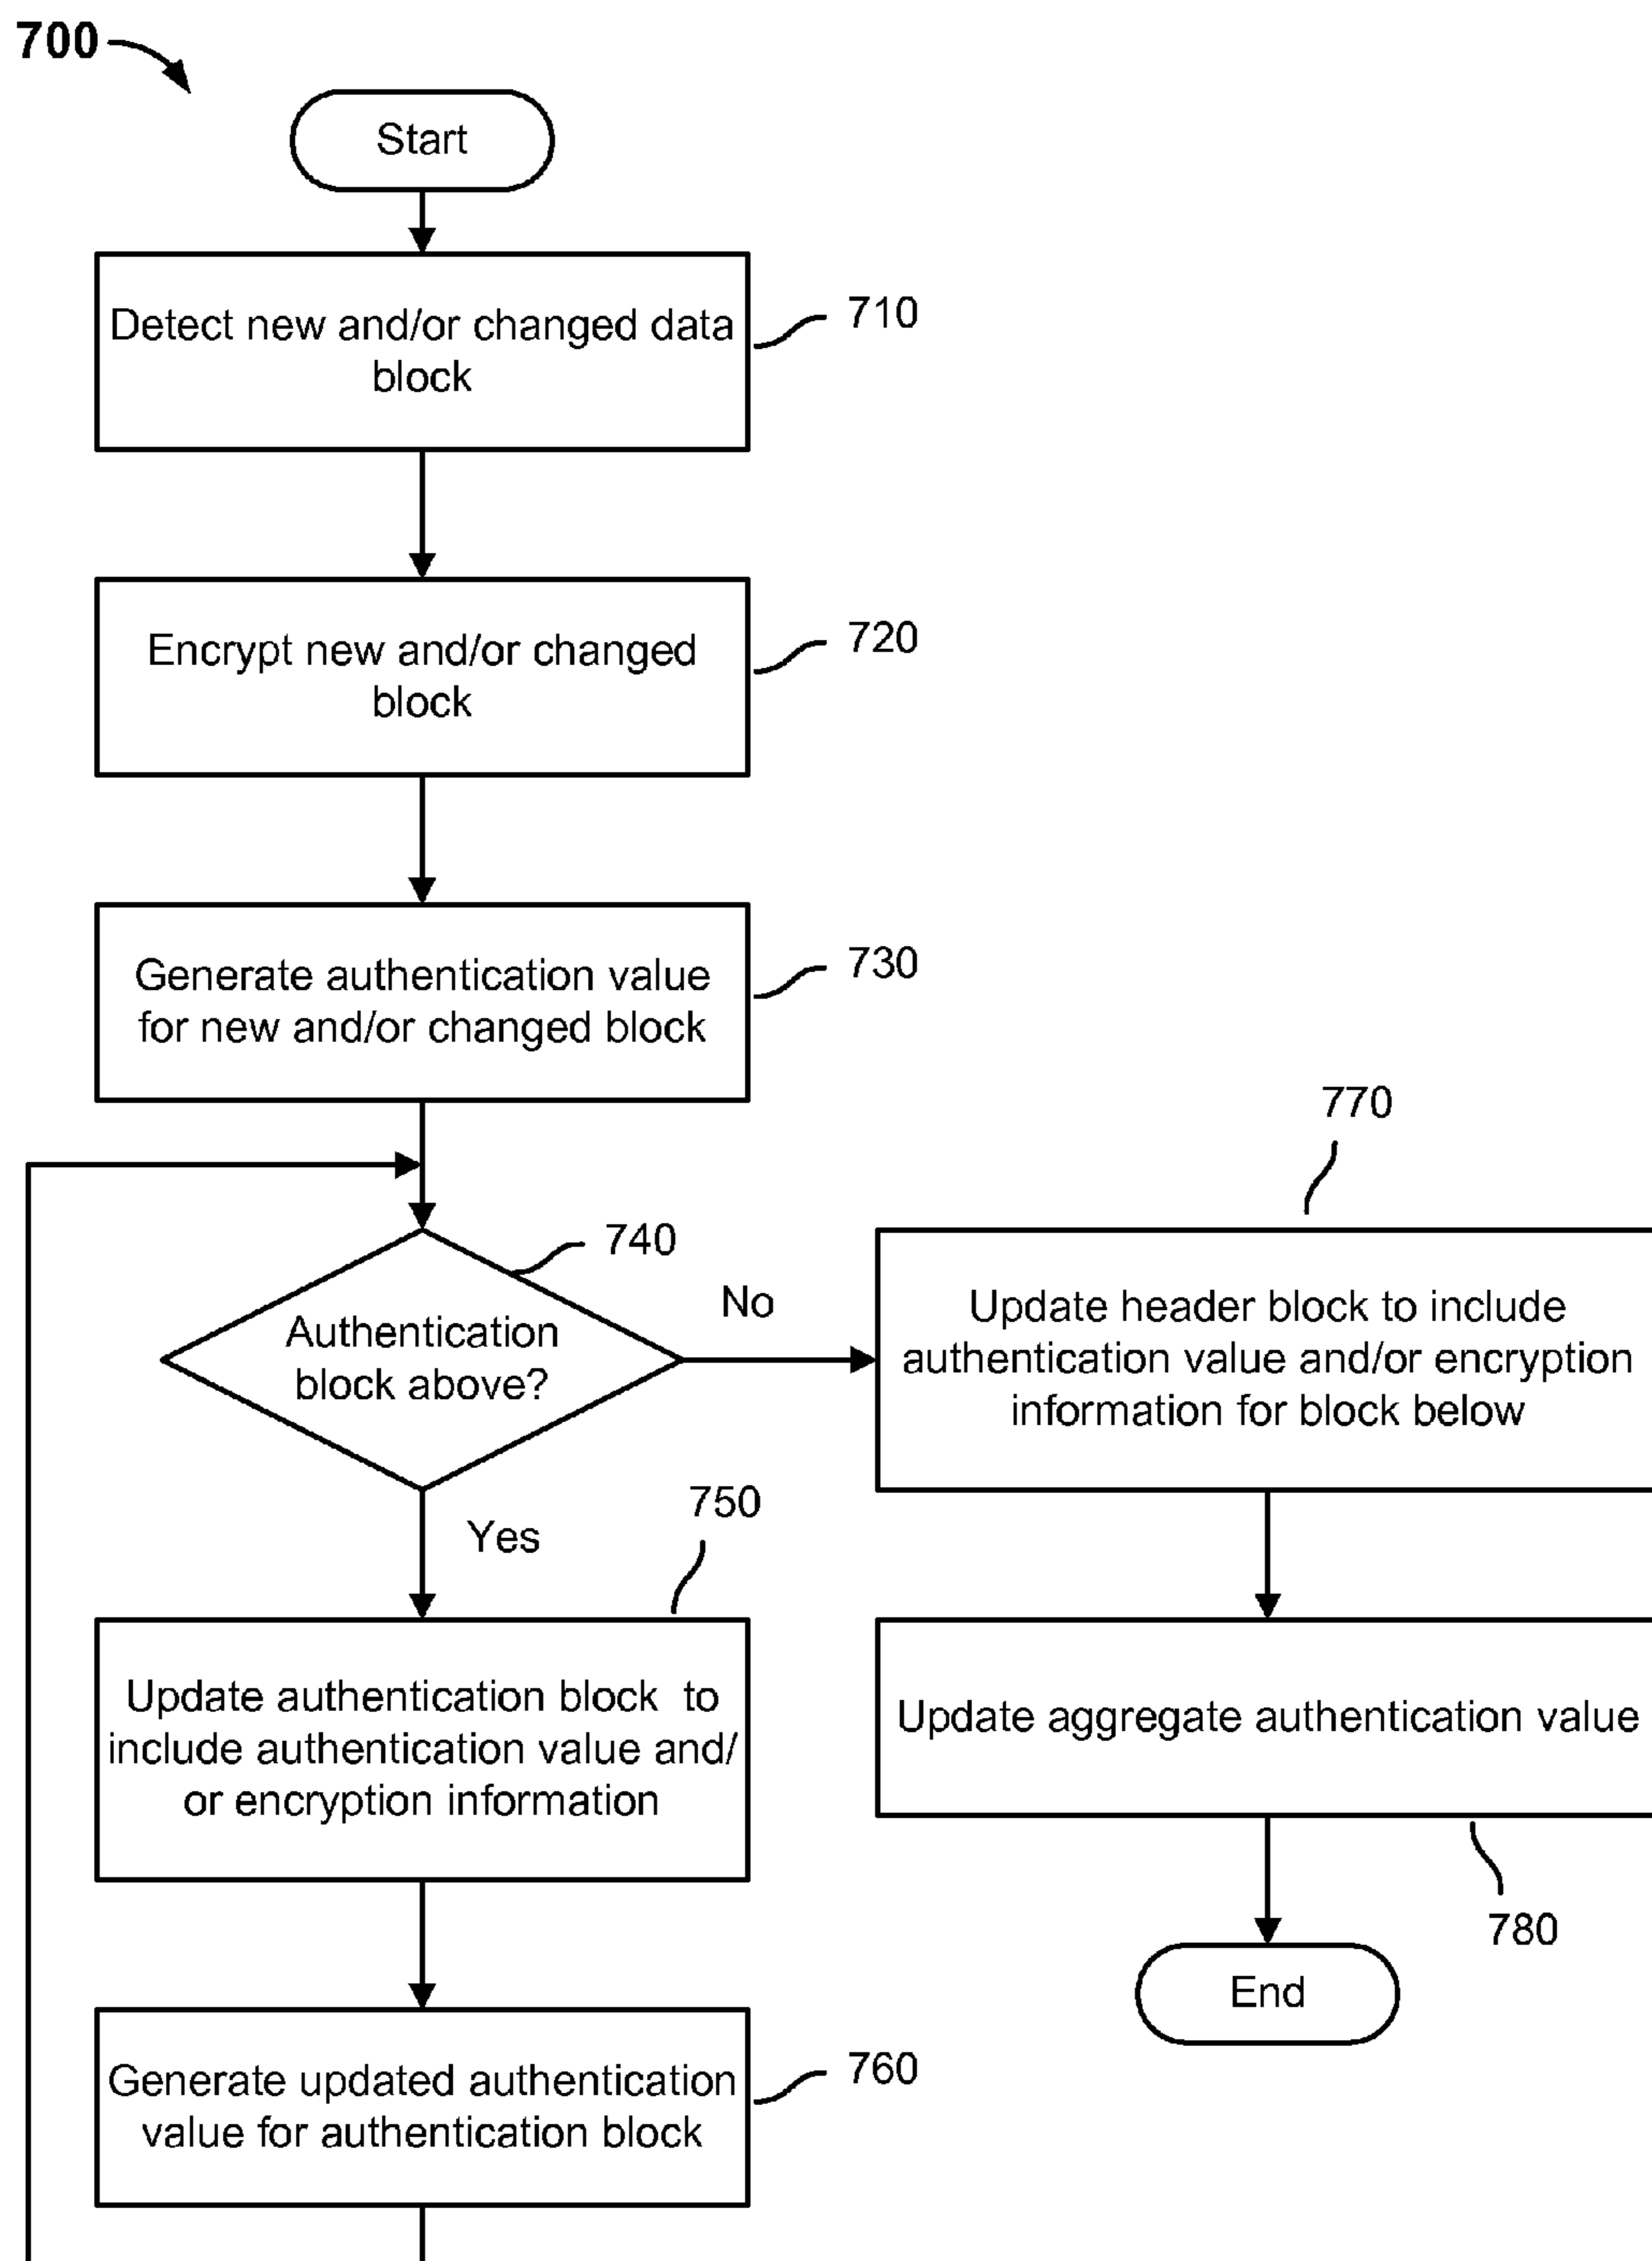 700
Start
Detect new and/or changed data
block
710
Encrypt new and/or changed
block
720
Generate authentication value
for new and/or changed block
730
740
Authentication
block above?
No
Yes
770
Update header block to include
authentication value and/or encryption
information for block below
750
Update authentication block to
include authentication value and/
or encryption information
Update aggregate authentication value
780
End
Generate updated authentication
value for authentication block
760